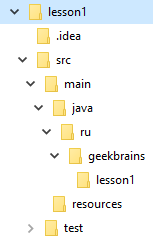 lesson1
.idea
src
main
java
ru
geekbrains
lesson1
resources
test